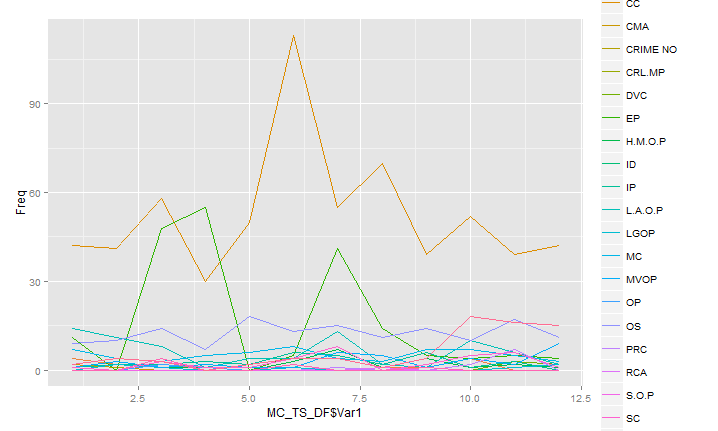 90
60
30
0
Freq
2.5
5.0
7.5
10.0
12.5
MC_TS_DF$Var1
CC
CMA
CRIME NO
CRL.MP
DVC
EP
H.M.O.P
ID
IP
L.A.O.P
LGOP
MC
MVOP
OP
OS
PRC
RCA
S.O.P
SC